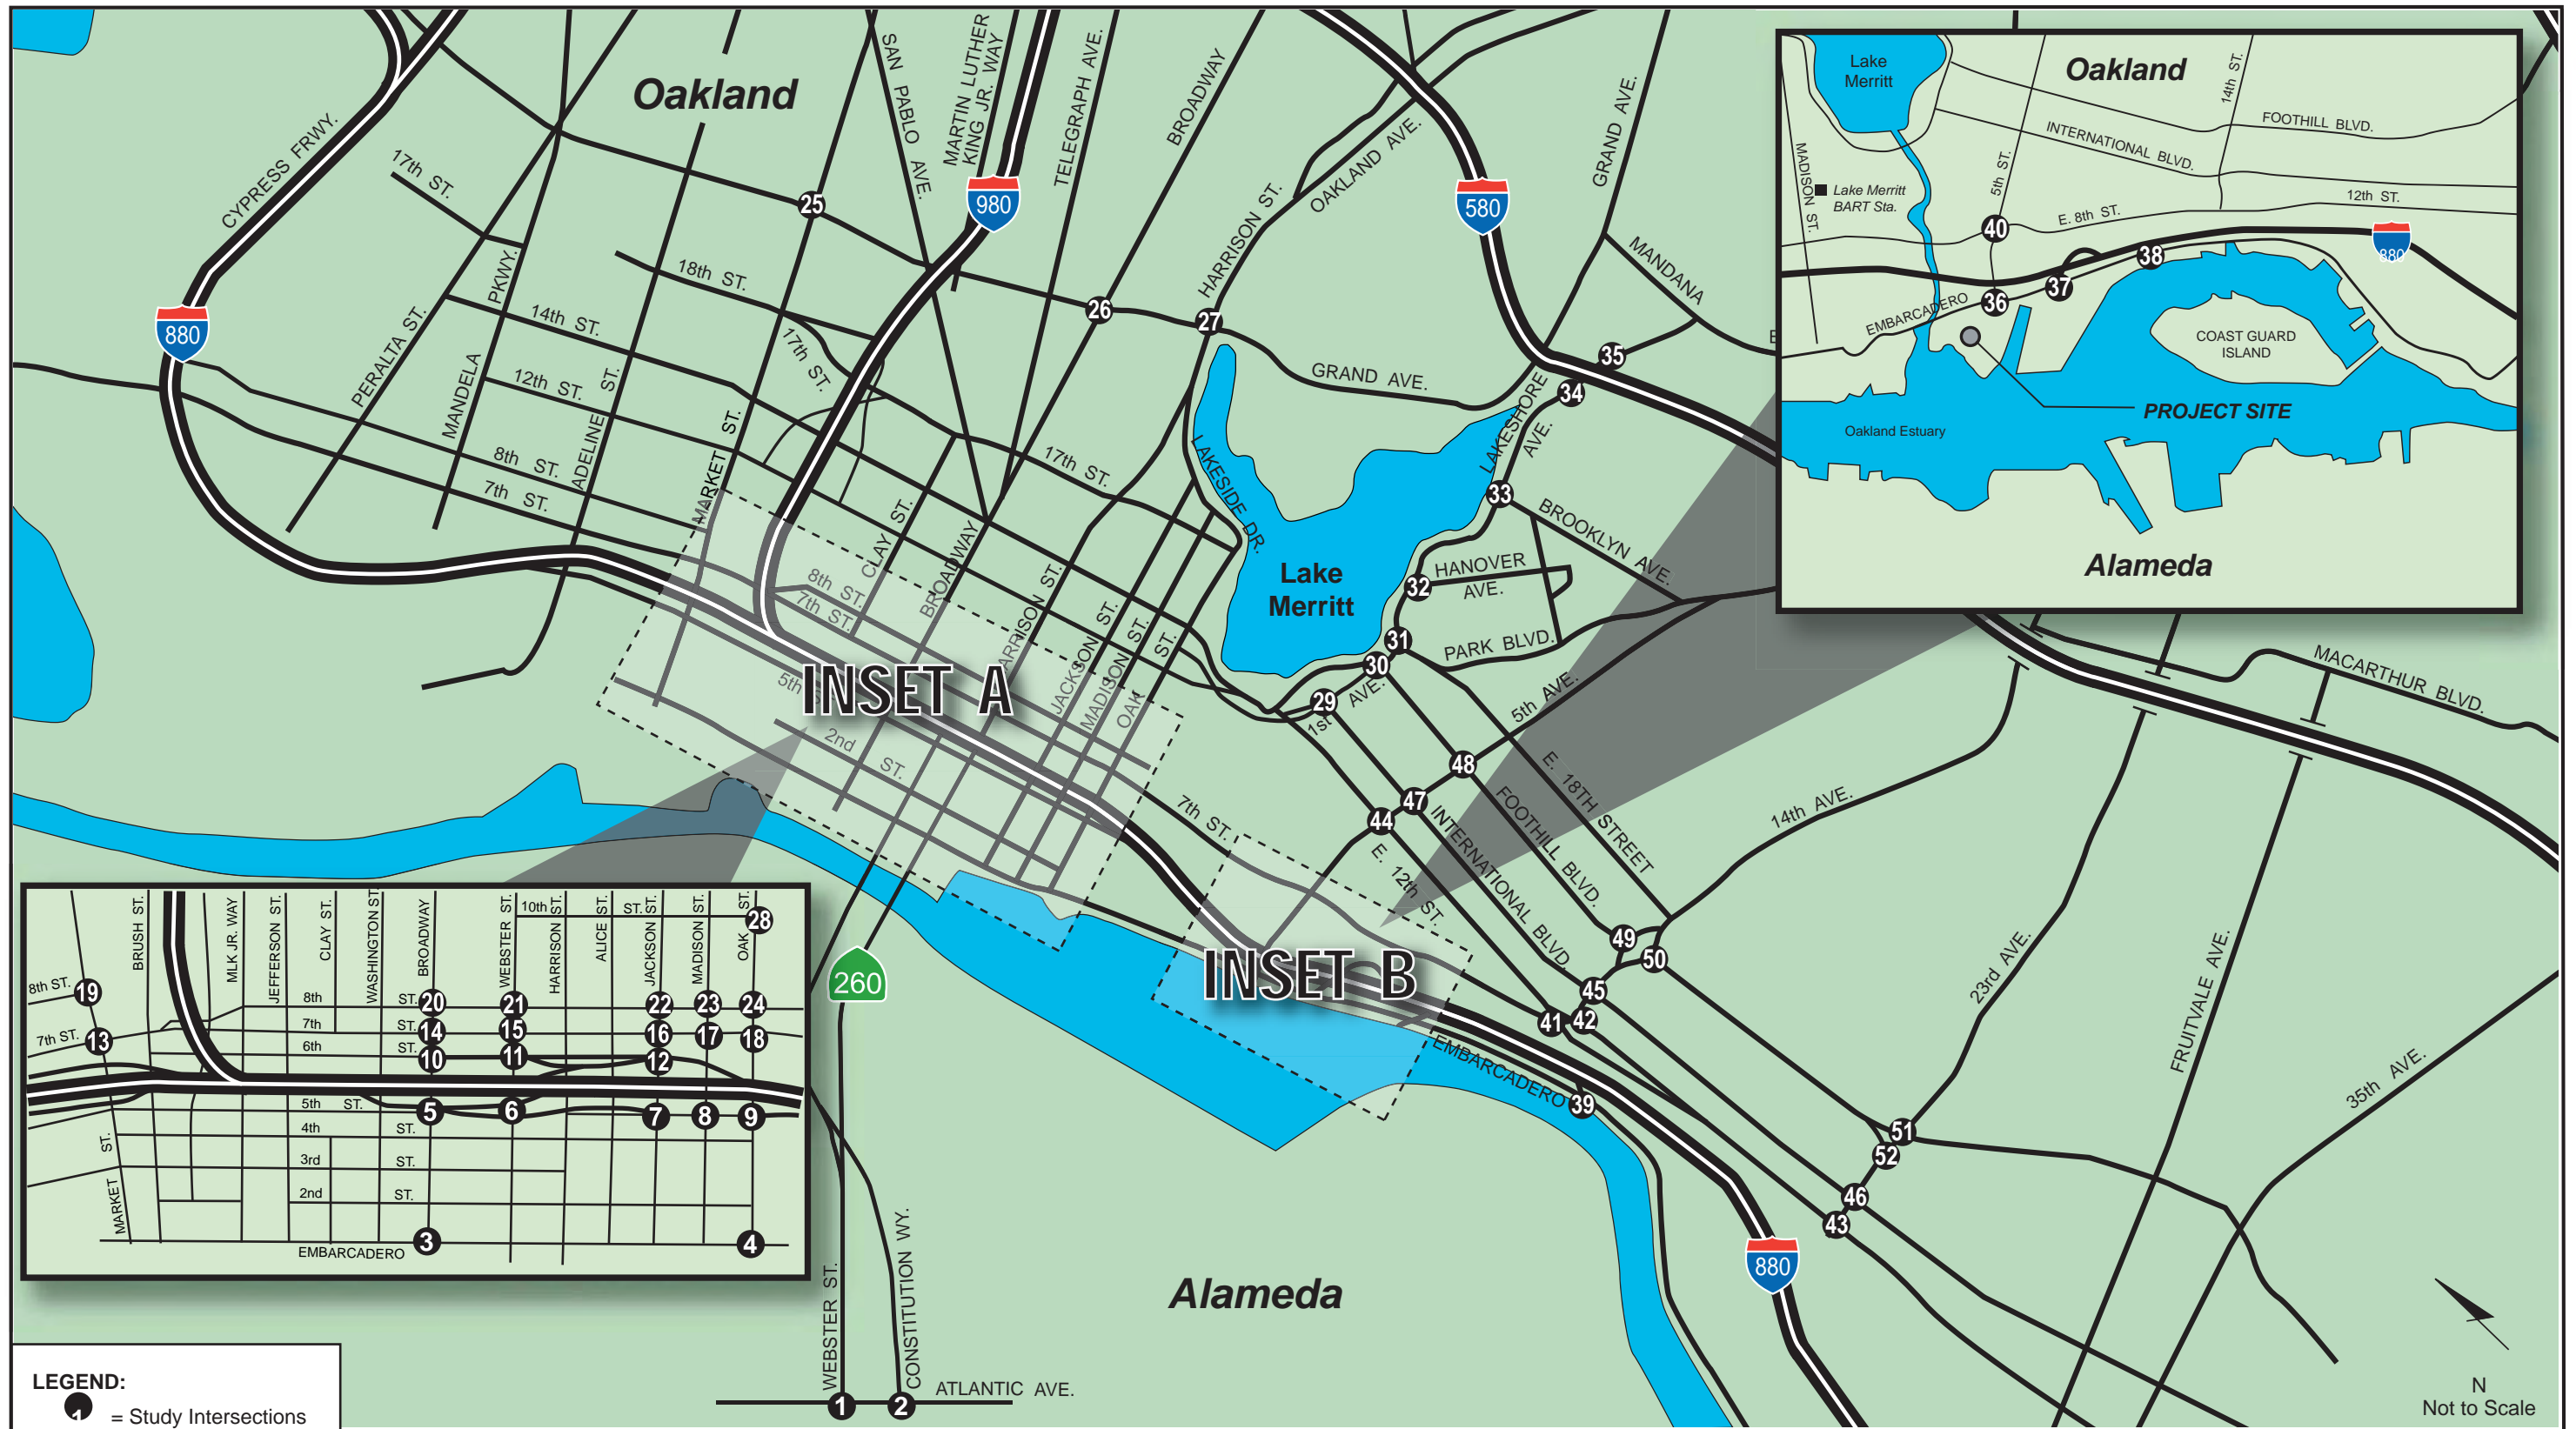 Oakland
CYPRESS FRWY.
17th ST.
PERALTA ST.
MANDELA PKWY.
ADELINE ST.
MARKET ST.
SAN PABLO AVE.
MARTIN LUTHER
KING JR. WAY
TELEGRAPH AVE.
BROADWAY
HARRISON ST.
OAKLAND AVE.
GRAND AVE.
MANDANA
880
980
580
25
26
27
18th ST.
17th ST.
14th ST.
12th ST.
8th ST.
7th ST.
GRAND AVE.
17th ST.
LAKESIDE DR.
LAKESHORE
AVE.
35
34
33
32
31
30
29
Lake
Merritt
BROOKLYN AVE.
HANOVER
AVE.
PARK BLVD.
1st AVE.
5th AVE.
CLAY ST.
BROADWAY
JACKSON ST.
MADISON ST.
OAK ST.
8th ST.
7th ST.
5th
2nd ST.
INSET A
7th ST.
48
47
44
E. 18TH STREET
FOOTHILL BLVD.
INTERNATIONAL BLVD.
E. 12th ST.
14th AVE.
MACARTHUR BLVD.
23rd AVE.
FRUITVALE AVE.
35th AVE.
49
50
45
42
41
INSET B
EMBARCADERO
39
51
52
46
43
880
260
WEBSTER ST.
CONSTITUTION WY.
ATLANTIC AVE.
1
2
Alameda
N
Not to Scale
Lake
Merritt
Oakland
14th ST.
FOOTHILL BLVD.
INTERNATIONAL BLVD.
5th ST.
MADISON ST.
Lake Merritt
BART Sta.
12th ST.
E. 8th ST.
40
38
37
36
880
EMBARCADERO
COAST GUARD
ISLAND
PROJECT SITE
Oakland Estuary
Alameda
BRUSH ST.
MLK JR. WAY
JEFFERSON ST.
CLAY ST.
WASHINGTON ST.
BROADWAY
WEBSTER ST.
HARRISON ST.
ALICE ST.
JACKSON ST.
MADISON ST.
OAK ST.
10th ST.
28
8th ST.
19
8th ST.
20
21
22
23
24
7th ST.
13
7th ST.
14
15
16
17
18
6th ST.
10
11
12
5th ST.
5
6
7
8
9
4th ST.
3rd ST.
2nd ST.
MARKET ST.
EMBARCADERO
3
4
LEGEND:
1
= Study Intersections